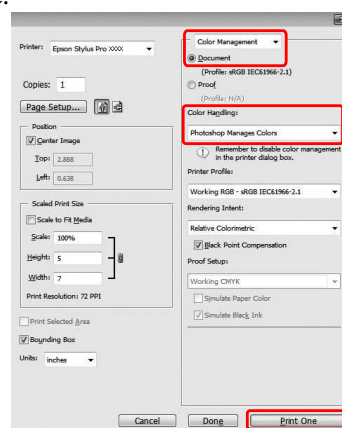 Printer: Epson Stylus Pro XXXX
Copies: 1
Page Setup...
Position
Center Image
Top: 2.888
Left: 0.638
Scaled Print Size
Scale to Fit Media
Scale: 100%
Height: 5
Width: 7
Print Resolution: 72 PPI
Print Selected Area
Bounding Box
Units: inches
Color Management
Document
(Profile: sRGB IEC61966-2.1)
Proof
(Profile: N/A)
Color Handling:
Photoshop Manages Colors
Remember to disable color management
in the printer dialog box.
Printer Profile:
Working RGB - sRGB IEC61966-2.1
Rendering Intent:
Relative Colorimetric
Black Point Compensation
Proof Setup:
Working CMYK
Simulate Paper Color
Simulate Black Ink
Cancel
Done
Print One